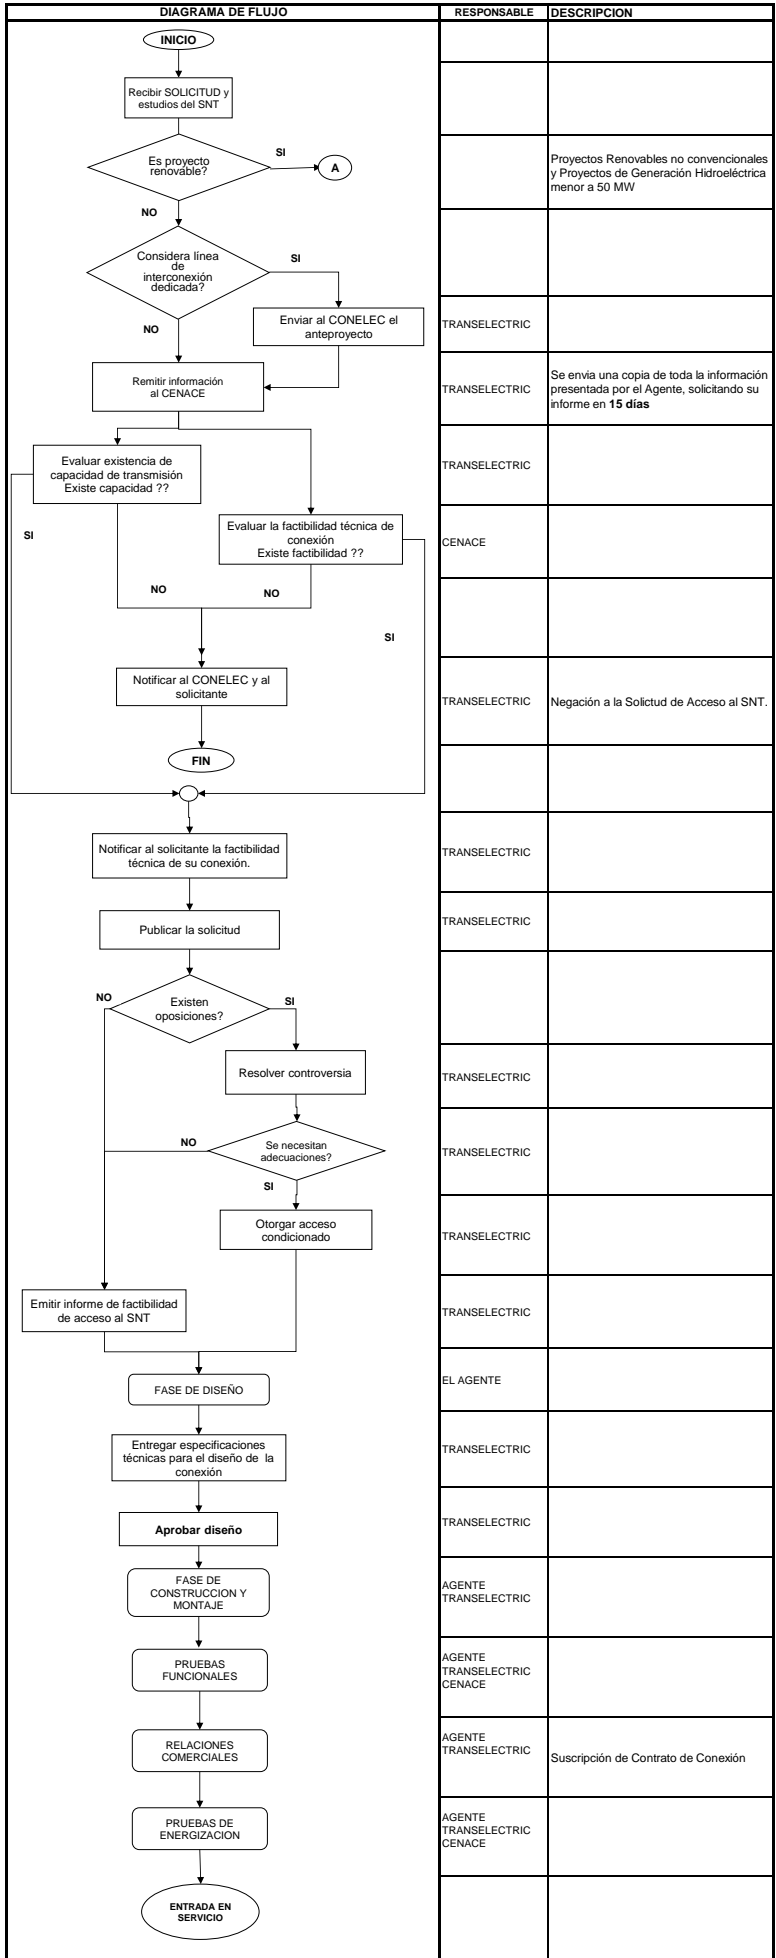 DIAGRAMA DE FLUJO
RESPONSABLE
DESCRIPCION
INICIO
Recibir SOLICITUD y
estudios del SNT
Es proyecto
renovable?
SI
A
Proyectos Renovables no convencionales
y Proyectos de Generación Hidroeléctrica
menor a 50 MW
NO
Considera línea
de
interconexión
dedicada?
SI
NO
Enviar al CONELEC el
anteproyecto
TRANSELECTRIC
Remitir información
al CENACE
TRANSELECTRIC
Se envia una copia de toda la información
presentada por el Agente, solicitando su
informe en 15 días
Evaluar existencia de
capacidad de transmisión
Existe capacidad ??
TRANSELECTRIC
SI
Evaluar la factibilidad técnica de
conexión
Existe factibilidad ??
CENACE
NO
NO
SI
Notificar al CONELEC y al
solicitante
TRANSELECTRIC
Negación a la Solictud de Acceso al SNT.
FIN
Notificar al solicitante la factibilidad
técnica de su conexión.
TRANSELECTRIC
Publicar la solicitud
TRANSELECTRIC
NO
Existen
oposiciones?
SI
Resolver controversia
TRANSELECTRIC
NO
Se necesitan
adecuaciones?
TRANSELECTRIC
SI
Otorgar acceso
condicionado
TRANSELECTRIC
Emitir informe de factibilidad
de acceso al SNT
TRANSELECTRIC
FASE DE DISEÑO
EL AGENTE
Entregar especificaciones
técnicas para el diseño de la
conexión
TRANSELECTRIC
Aprobar diseño
TRANSELECTRIC
FASE DE
CONSTRUCCION Y
MONTAJE
AGENTE
TRANSELECTRIC
PRUEBAS
FUNCIONALES
AGENTE
TRANSELECTRIC
CENACE
RELACIONES
COMERCIALES
AGENTE
TRANSELECTRIC
Suscripción de Contrato de Conexión
PRUEBAS DE
ENERGIZACION
AGENTE
TRANSELECTRIC
CENACE
ENTRADA EN
SERVICIO